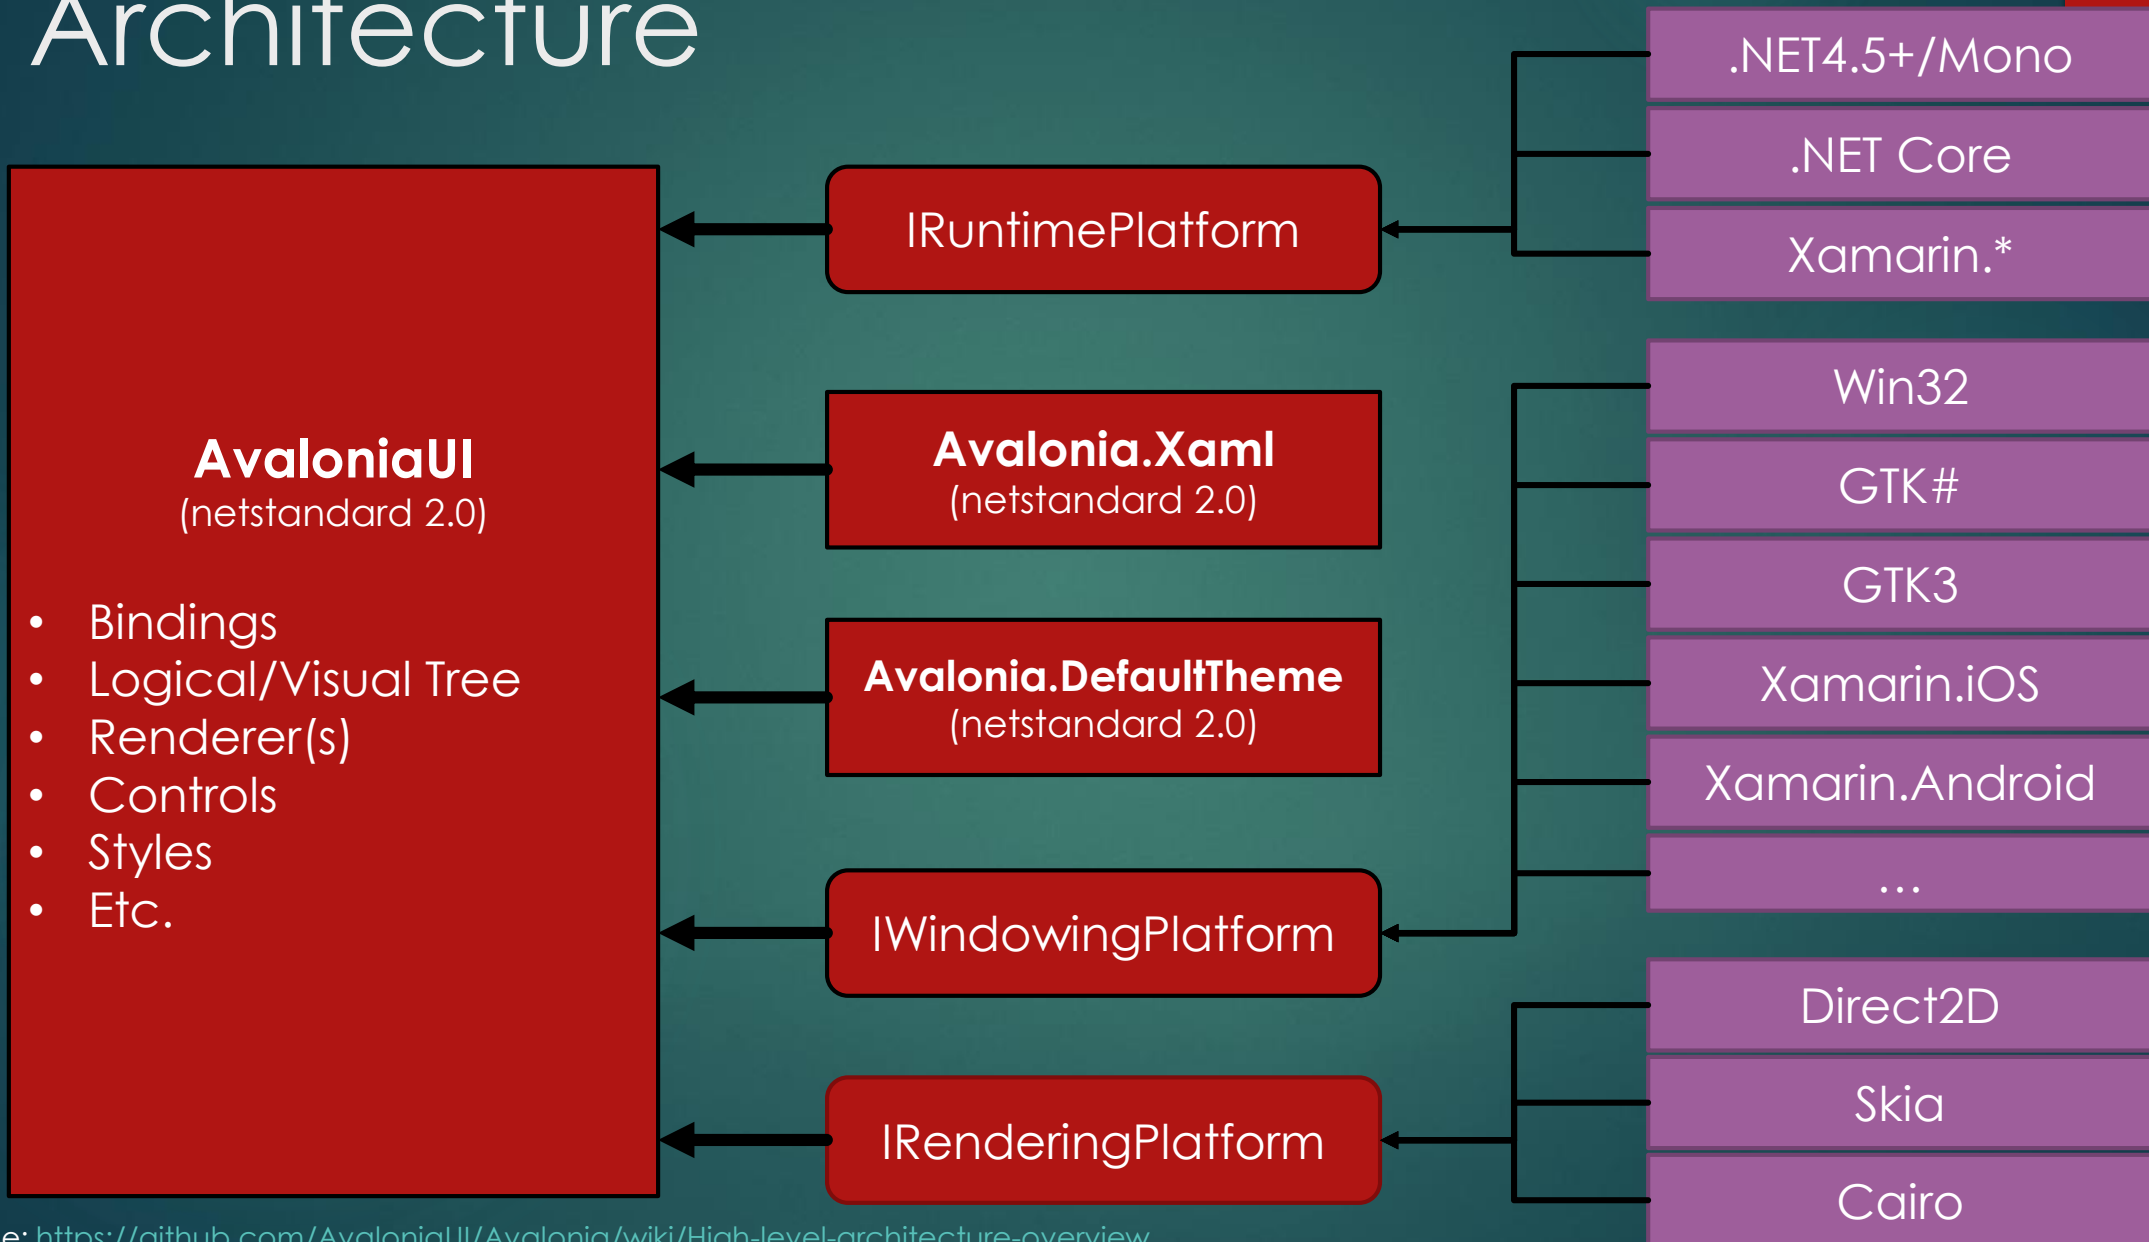 Architecture
AvaloniaUI
(netstandard 2.0)
• Bindings
• Logical/Visual Tree
• Renderer(s)
• Controls
• Styles
• Etc.
IRuntimePlatform
Avalonia.Xaml
(netstandard 2.0)
Avalonia.DefaultTheme
(netstandard 2.0)
IWindowingPlatform
IRenderingPlatform
.NET4.5+/Mono
.NET Core
Xamarin.*
Win32
GTK#
GTK3
Xamarin.iOS
Xamarin.Android
...
Direct2D
Skia
Cairo
e: https://github.com/AvaloniaUI/Avalonia/wiki/High-level-architecture-overview